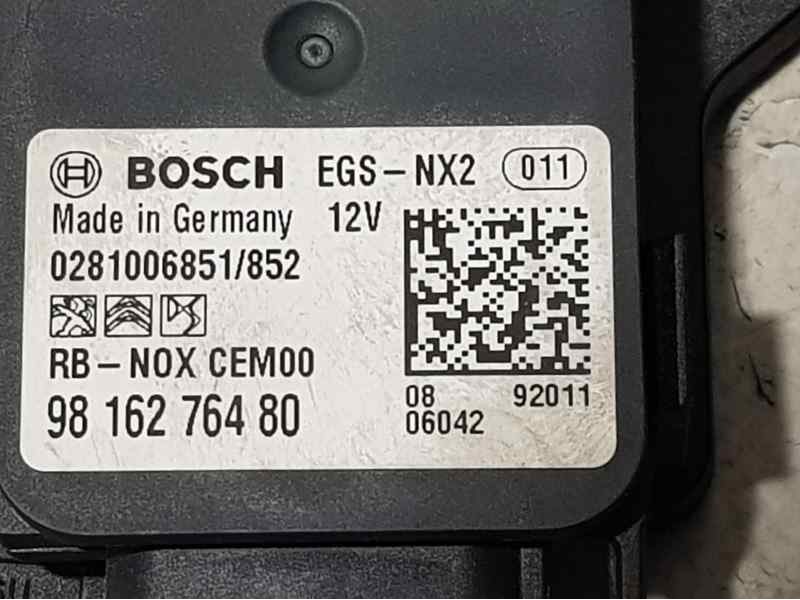 BOSCH EGS-NX2 011
Made in Germany 12V
0281006851/852
RB-NOX CEM00
98 162 764 80
08 92011
06042